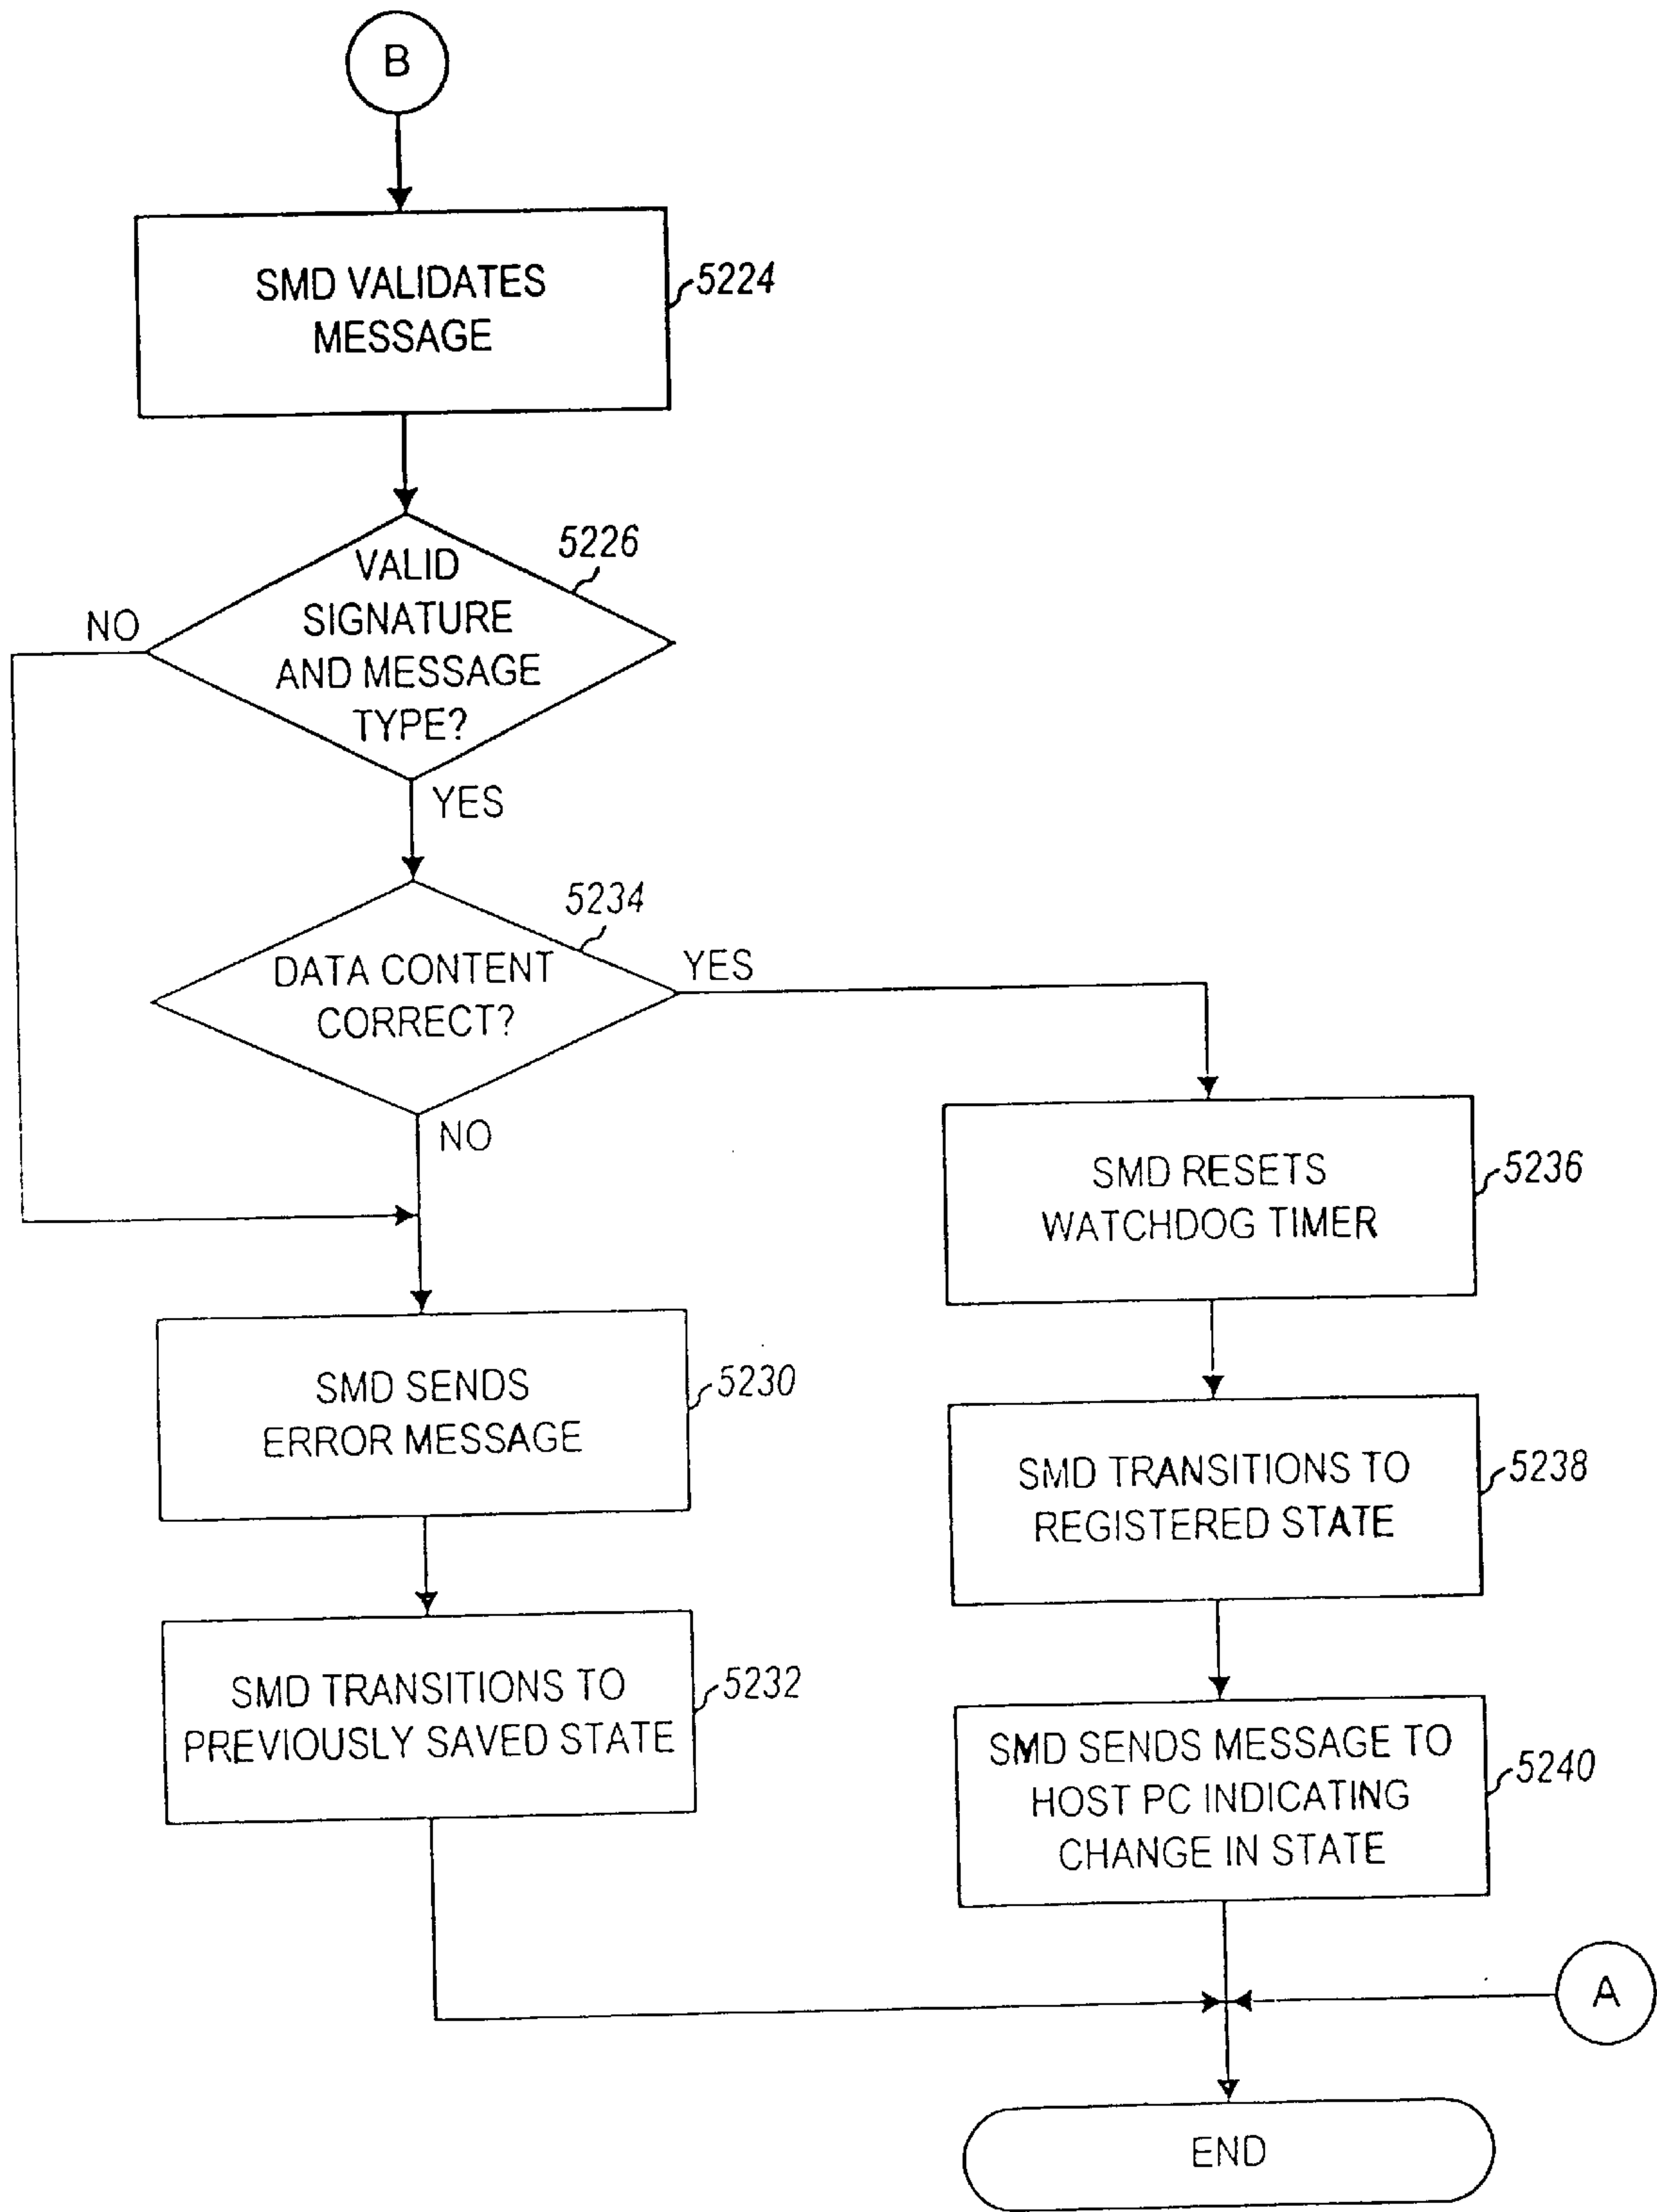 B
SMD VALIDATES
MESSAGE
5224
VALID
SIGNATURE
AND MESSAGE
TYPE?
5226
NO
YES
DATA CONTENT
CORRECT?
5234
YES
NO
SMD RESETS
WATCHDOG TIMER
5236
SMD SENDS
ERROR MESSAGE
5230
SMD TRANSITIONS TO
REGISTERED STATE
5238
SMD TRANSITIONS TO
PREVIOUSLY SAVED STATE
5232
SMD SENDS MESSAGE TO
HOST PC INDICATING
CHANGE IN STATE
5240
A
END